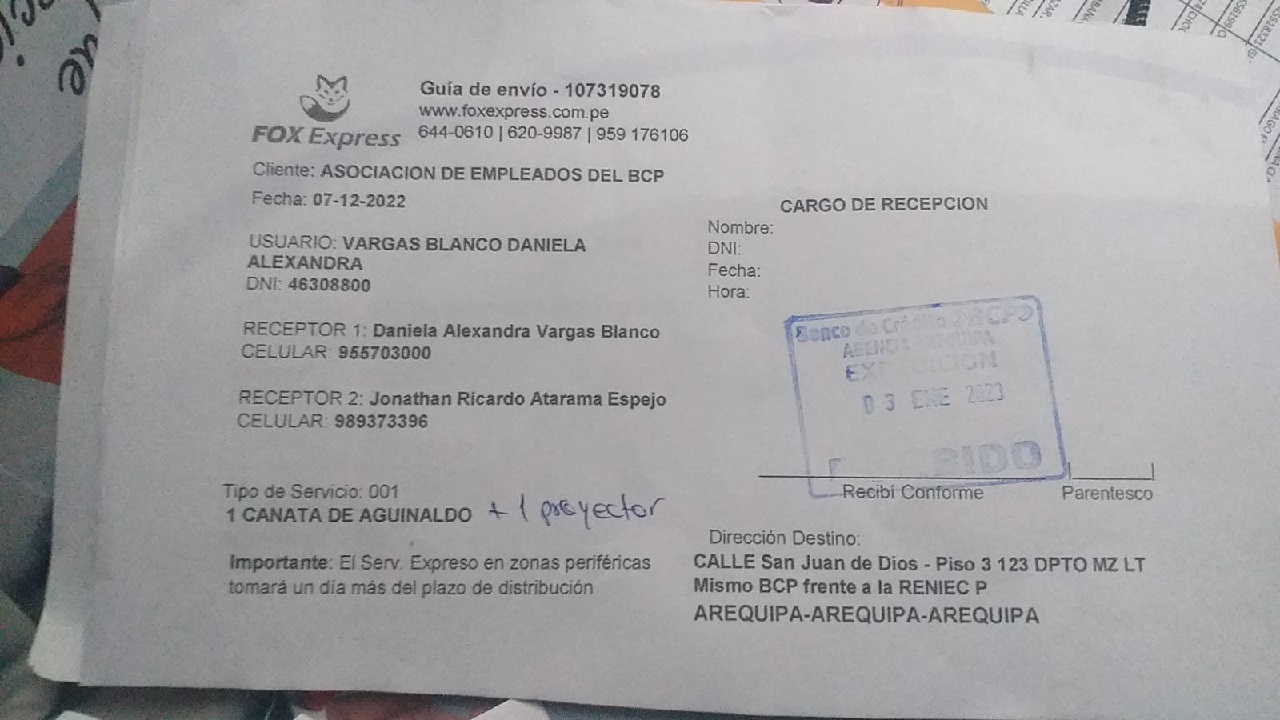 FOX Express
Guía de envío - 107319078
www.foxexpress.com.pe
644-0610 | 620-9987 | 959 176106
Cliente: ASOCIACION DE EMPLEADOS DEL BCP
Fecha: 07-12-2022
USUARIO: VARGAS BLANCO DANIELA
ALEXANDRA
DNI: 46308800
RECEPTOR 1: Daniela Alexandra Vargas Blanco
CELULAR: 955703000
RECEPTOR 2: Jonathan Ricardo Atarama Espejo
CELULAR: 989373396
Tipo de Servicio: 001
1 CANATA DE AGUINALDO + 1 proyector
Importante: El Serv. Expreso en zonas periféricas
tomará un día más del plazo de distribución
CARGO DE RECEPCION
Nombre:
DNI:
Fecha:
Hora:
Banco de Crédito BCP
AGENCIA AREQUIPA
03 ENE 2023
Recibi Conforme
Parentesco
Dirección Destino:
CALLE San Juan de Dios - Piso 3 123 DPTO MZ LT
Mismo BCP frente a la RENIEC P
AREQUIPA-AREQUIPA-AREQUIPA